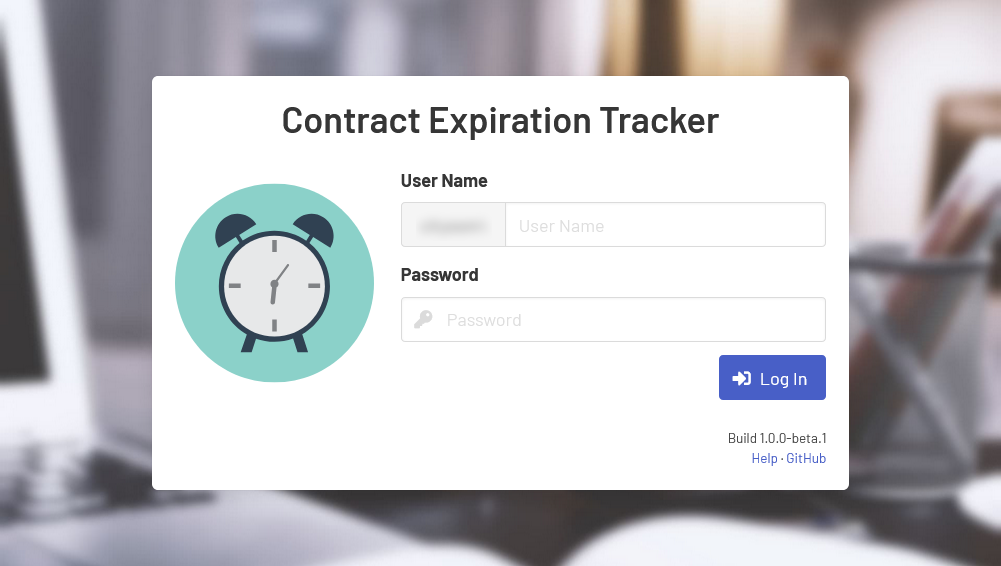 Contract Expiration Tracker
User Name
User Name
Password
Password
Log In
Build 1.0.0-beta.1
Help · GitHub